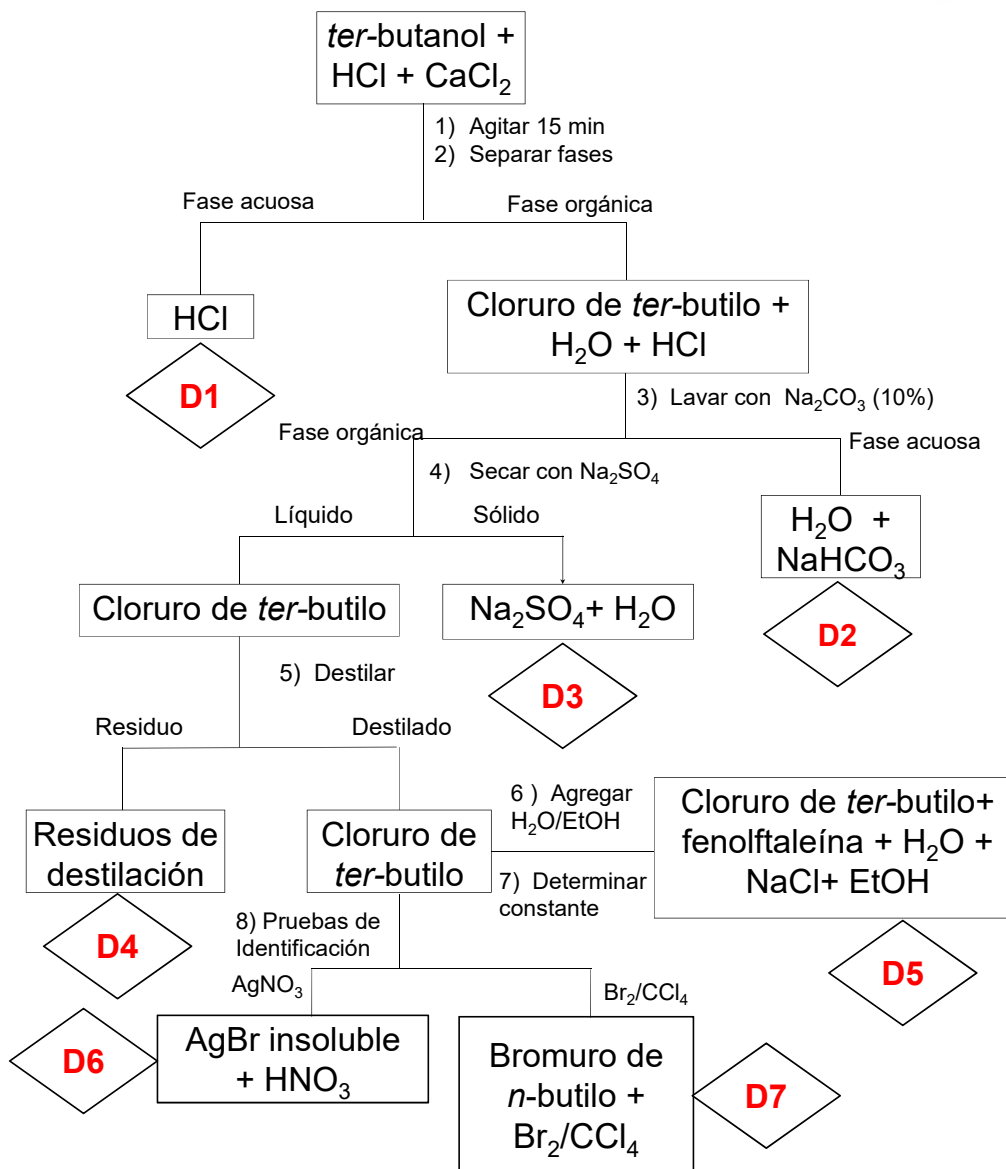 ter-butanol +
HCl + CaCl₂
1) Agitar 15 min
2) Separar fases
Fase acuosa
Fase orgánica
HCl
D1
Cloruro de ter-butilo +
H₂O + HCl
3) Lavar con Na₂CO₃ (10%)
Fase orgánica
Fase acuosa
4) Secar con Na₂SO₄
Líquido
Sólido
H₂O +
NaHCO₃
D2
Cloruro de ter-butilo
Na₂SO₄+ H₂O
D3
5) Destilar
Residuo
Destilado
Residuos de
destilación
D4
Cloruro de
ter-butilo
6 ) Agregar
H₂O/EtOH
7) Determinar
constante
Cloruro de ter-butilo+
fenolftaleína + H₂O +
NaCl+ EtOH
D5
8) Pruebas de
Identificación
AgNO₃
Br₂/CCl₄
D6
AgBr insoluble
+ HNO₃
Bromuro de
n-butilo +
Br₂/CCl₄
D7